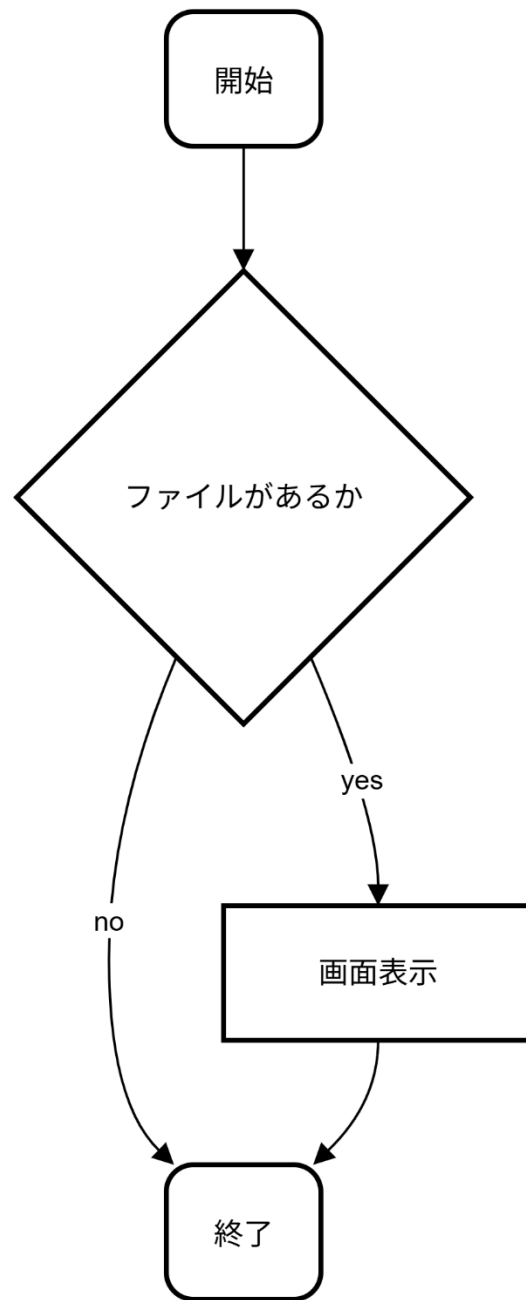 開始
ファイルがあるか
yes
no
画面表示
終了